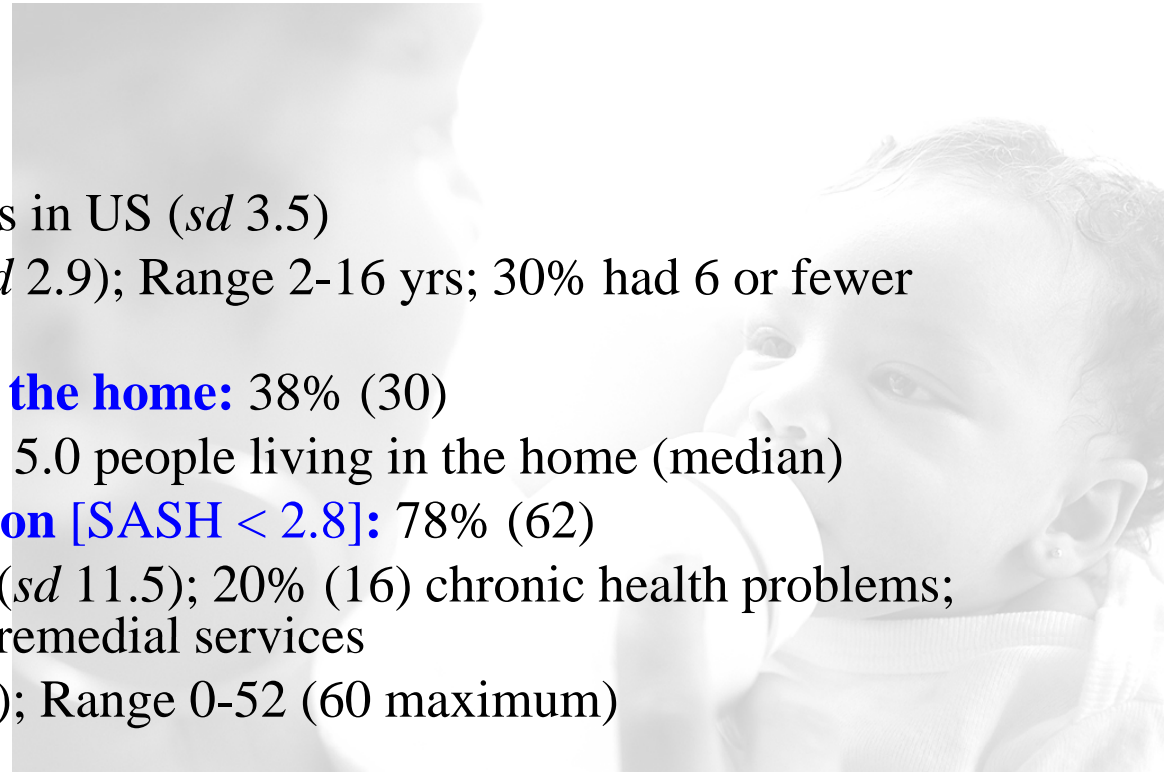 s in US (sd 3.5)
d 2.9); Range 2-16 yrs; 30% had 6 or fewer
the home: 38% (30)
5.0 people living in the home (median)
on [SASH < 2.8]: 78% (62)
(sd 11.5); 20% (16) chronic health problems;
remedial services
); Range 0-52 (60 maximum)